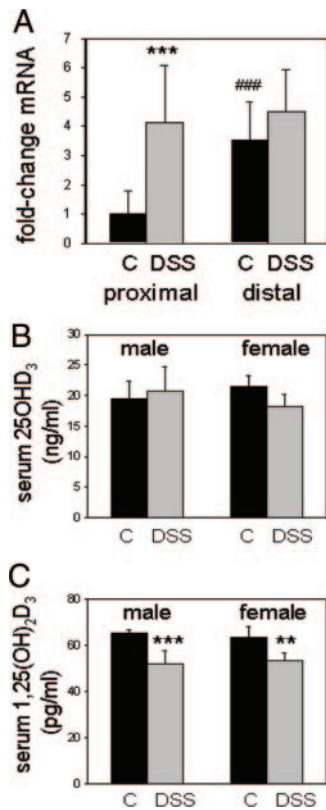 A
fold-change mRNA
7
6
5
4
3
2
1
0
***
###
C DSS C DSS
proximal distal
B
serum 25OHD3
(ng/ml)
30
25
20
15
10
5
0
male female
C DSS C DSS
C
serum 1,25(OH)2D3
(pg/ml)
80
60
40
20
0
male female
*** **
C DSS C DSS